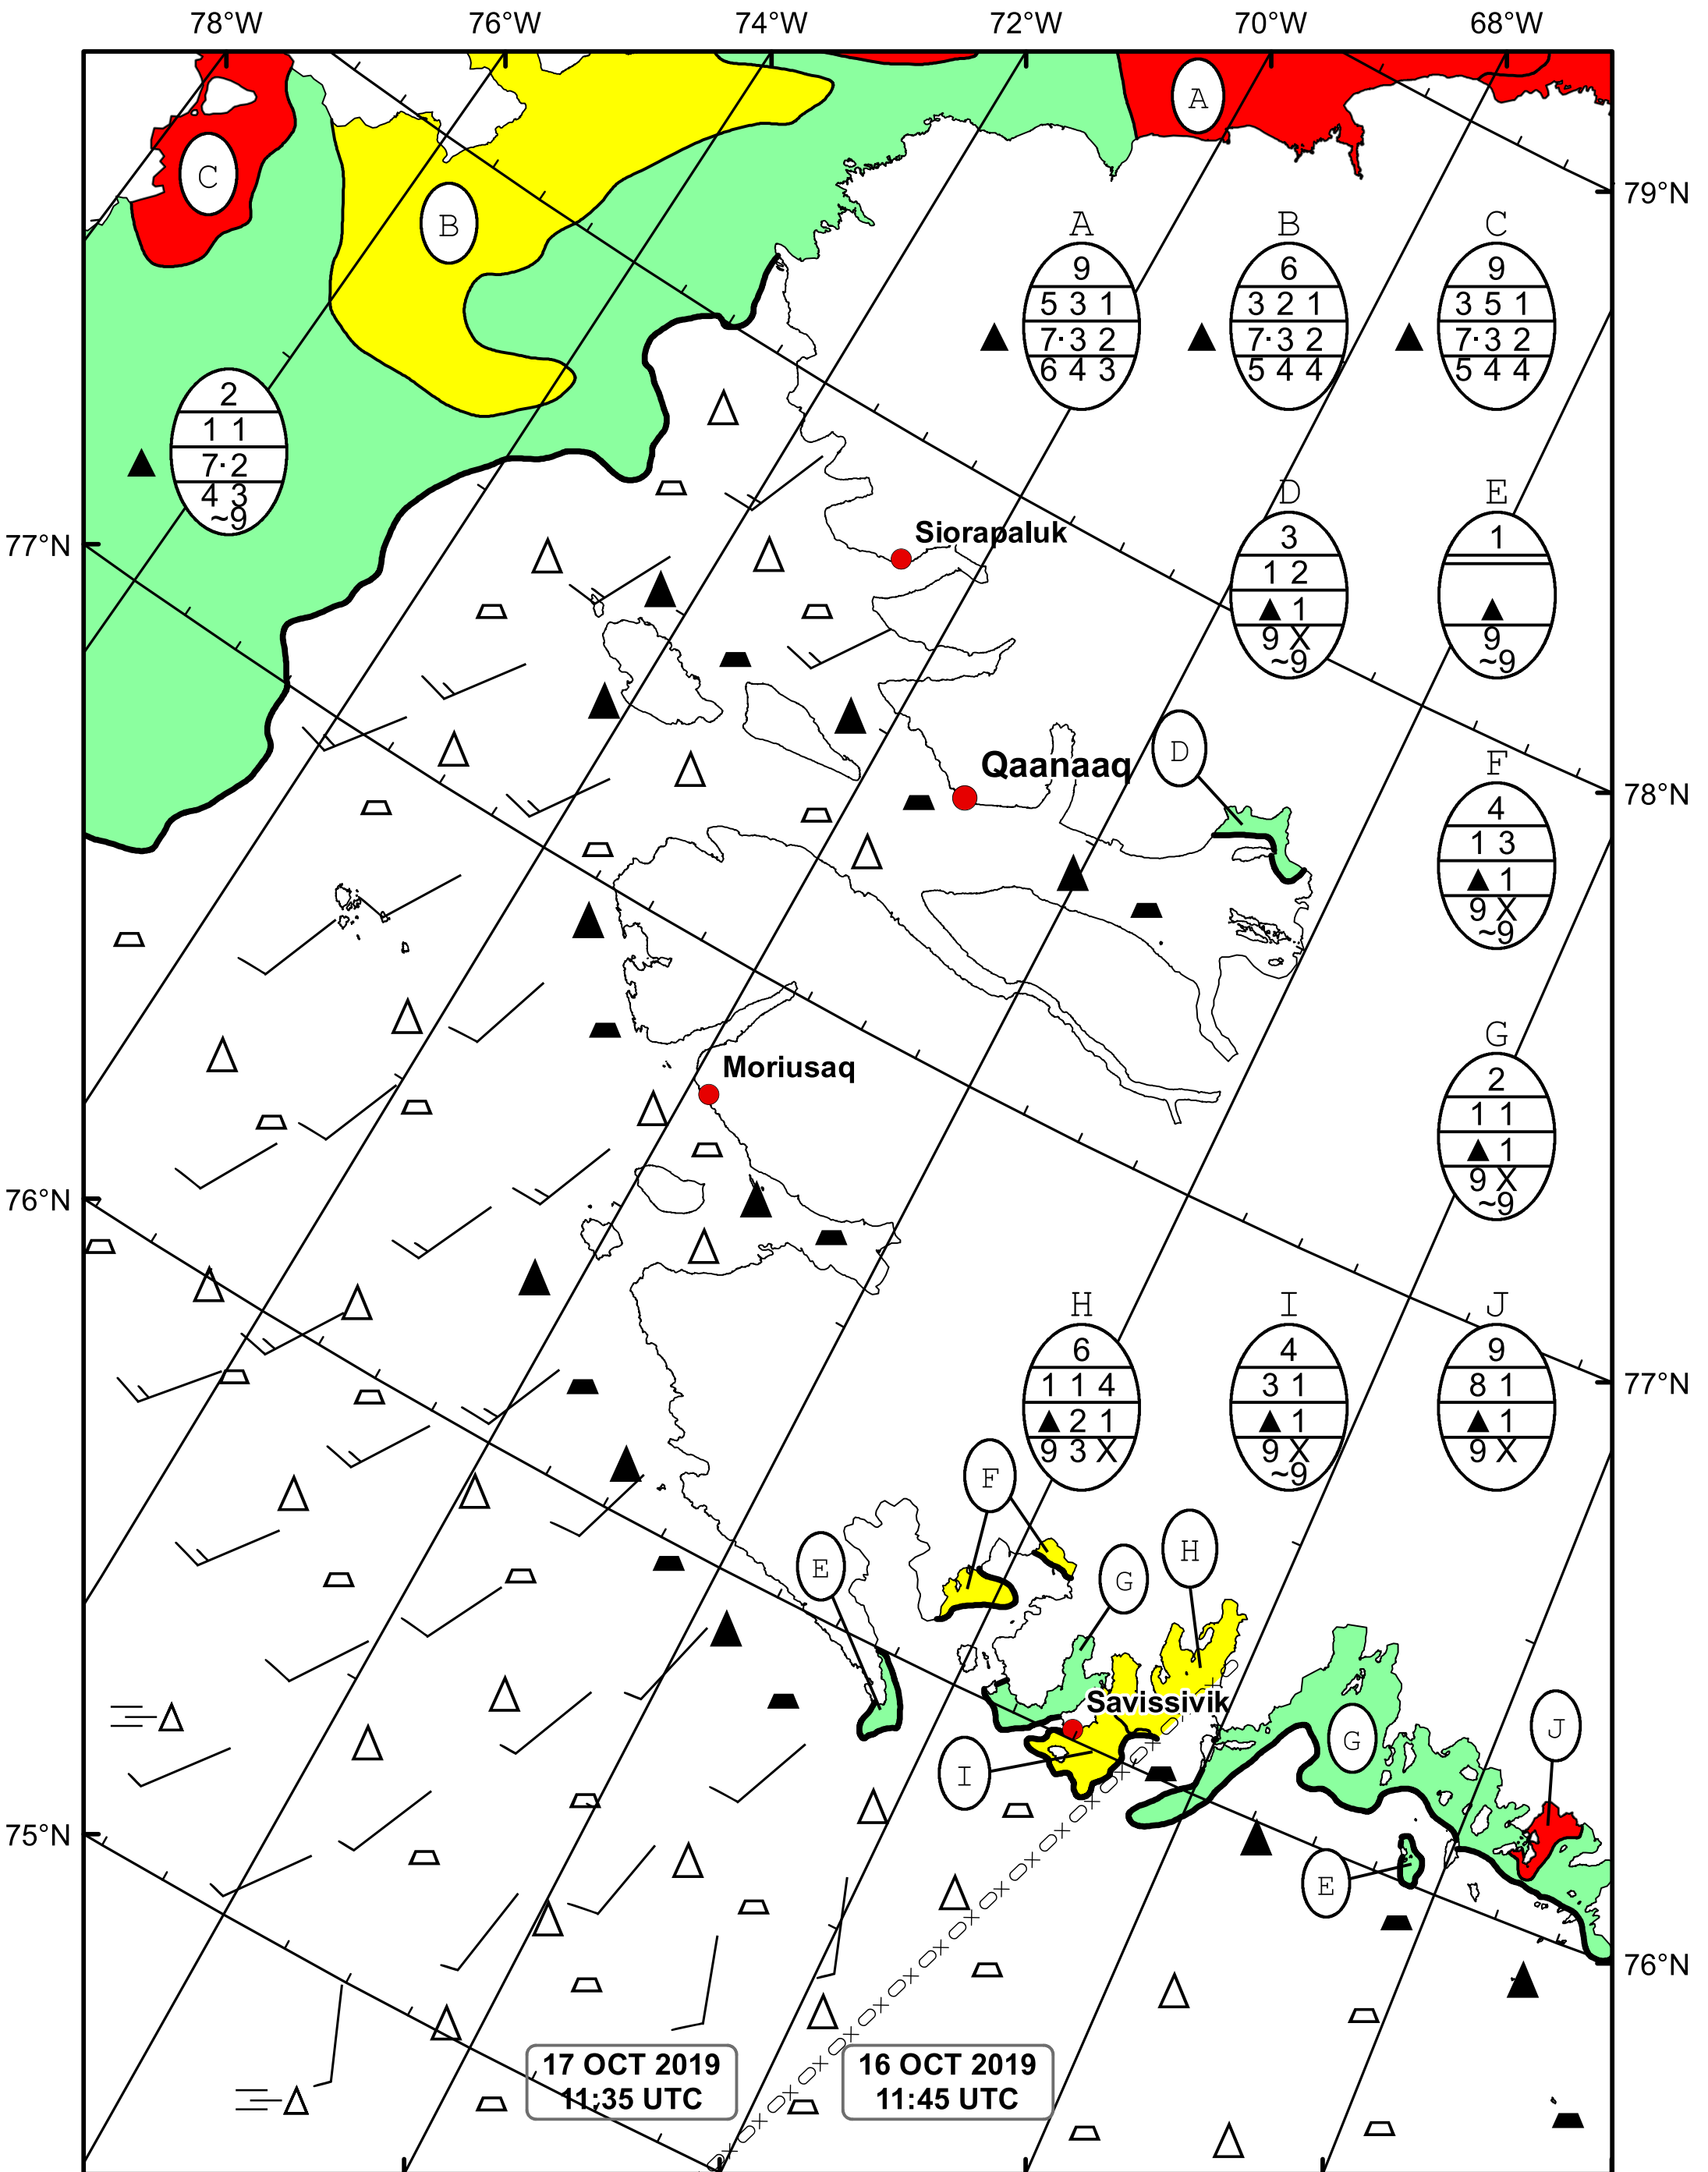 78°W 76°W 74°W 72°W 70°W 68°W
A
C
79°N
B
A B C
9 6 9
5 3 1 3 2 1 3 5 1
7·3 2 7·3 2 7·3 2
6 4 3 5 4 4 5 4 4
2
1 1
7·2
4 3
~9
D E
77°N
Siorapaluk
3 1
1 2
1
9 X 9
~9 ~9
D
Qaanaaq
F
78°N
4
1 3
1
9 X
~9
G
Moriusaq
2
1 1
1
9 X
~9
76°N
H I J
6 4 9
1 1 4 3 1 8 1
2 1 1 1
9 3 X 9 X 9 X
~9
77°N
F
H
E
G
Savissivik
G
J
I
75°N
E
76°N
17 OCT 2019
11:35 UTC
16 OCT 2019
11:45 UTC